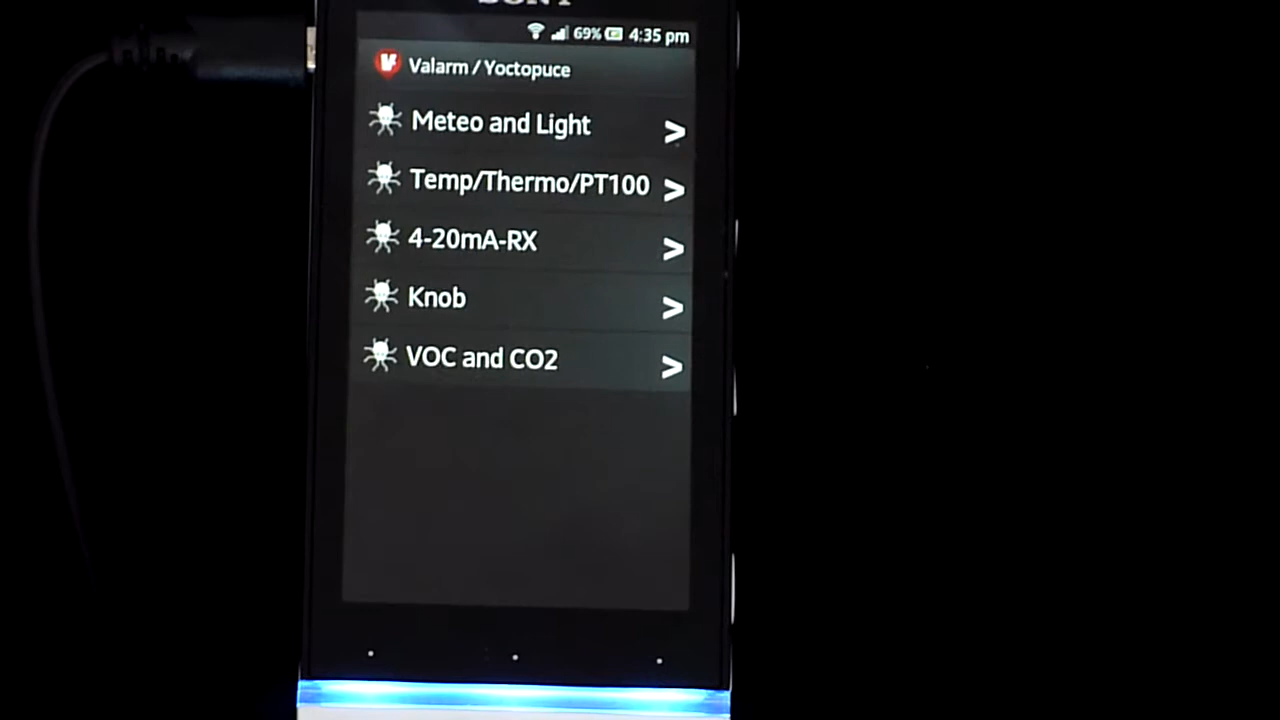 SONY
69% 4:35 pm
Valarm / Yoctopuce
Meteo and Light >
Temp/Thermo/PT100 >
4-20mA-RX >
Knob >
VOC and CO2 >